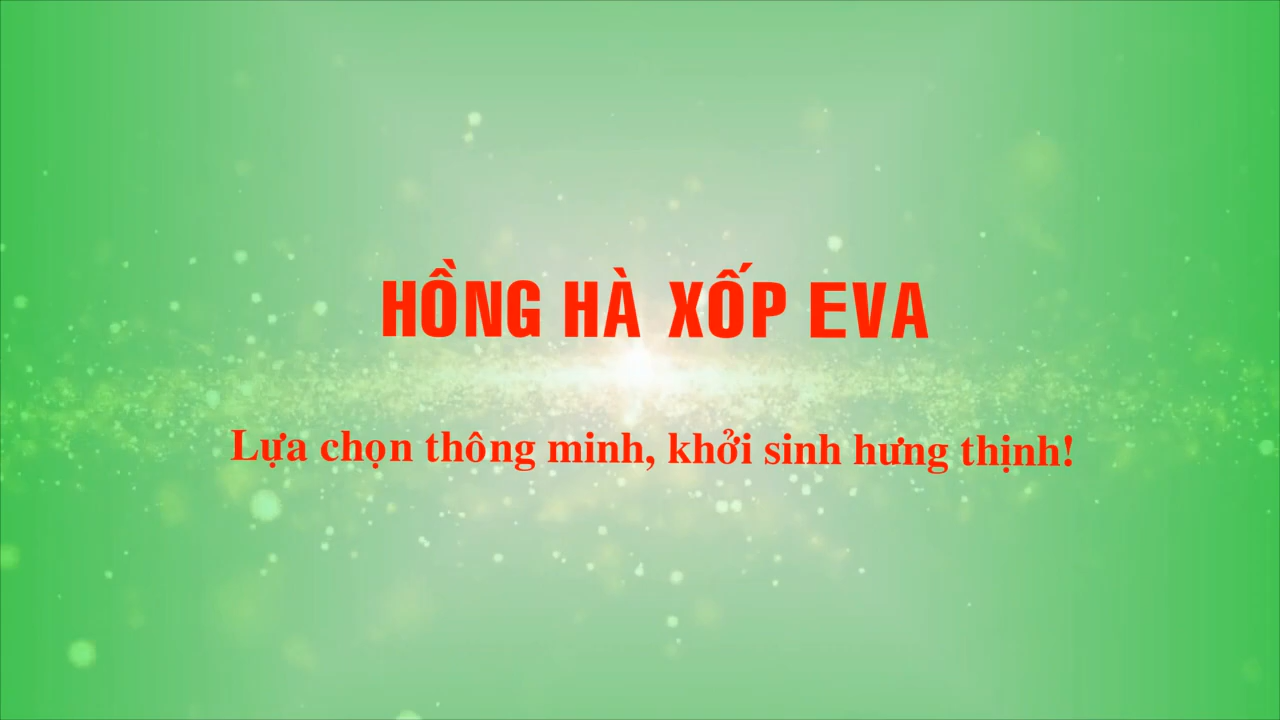 HỒNG HÀ XỐP EVA
Lựa chọn thông minh, khởi sinh hưng thịnh!